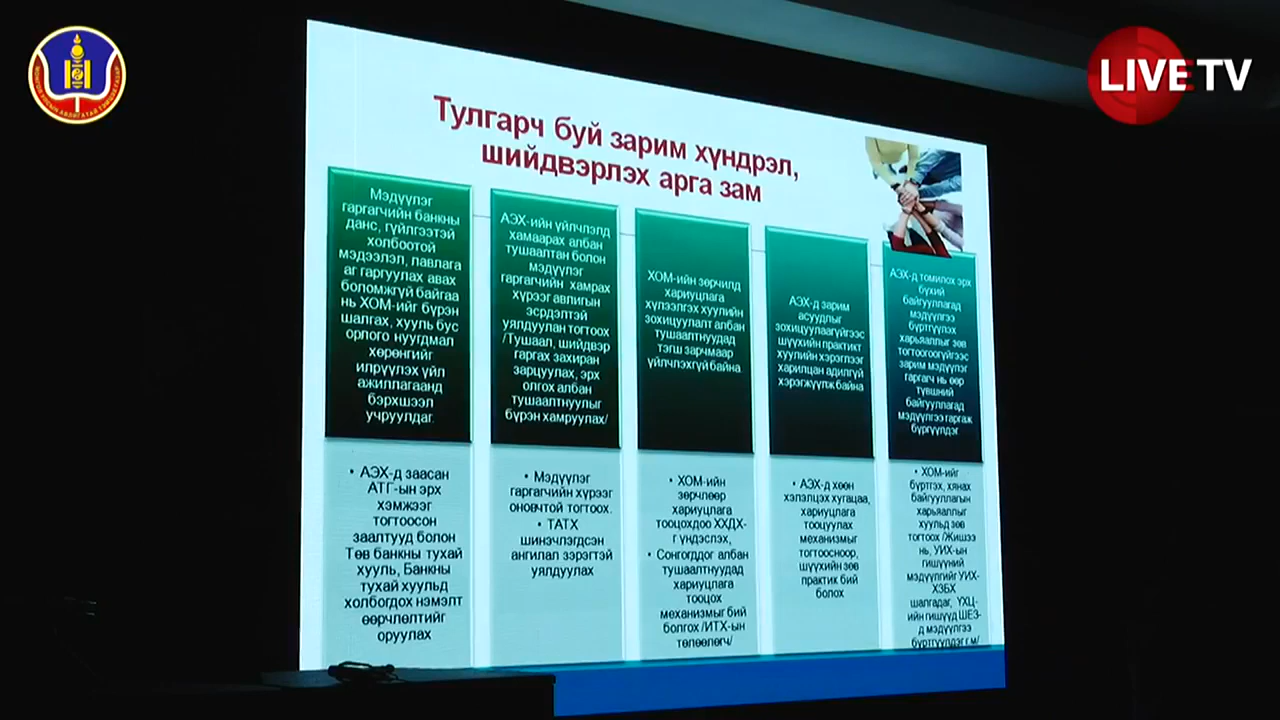 LIVE TV
Тулгарч буй зарим хүндрэл,
шийдвэрлэх арга зам
Мэдүүлэг
гаргагчийн банкны
данс, гүйлгээтэй
холбоотой
мэдээлэл, лавлага
аг гаргуулах авах
боломжгүй байгаа
нь ХОМ-ийг бүрэн
шалгах, хууль бус
орлого нуугдмал
хөрөнгийг
илрүүлэх үйл
ажиллагаанд
бэрхшээл
учруулдаг.
АЭХ-ийн үйлчлэлд
хамаарах албан
тушаалтан болон
мэдүүлэг
гаргагчийн хамрах
хүрээг авлигын
эсрдэлтэй
уялдуулан тогтоох
/Тушаал, шийдвэр
гаргах захиран
зарцуулах, эрх
олгох албан
тушаалтнуулыг
бүрэн хамруулах/
ХОМ-ийн зөрчилд
хариуцлага
хүлээлгэх хуулийн
зохицуулалт албан
тушаалтнуудад
тэгш зарчмаар
үйлчлэхгүй байна
АЭХ-д зарим
асуудлыг
зохицуулаагүйгээс
шүүхийн практикт
хуулийн хэрэглээг
харилцан адилгүй
хэрэгжүүлж байна
АЭХ-д томилох эрх
бүхий
байгууллагад
мэдүүлгээ
бүртгүүлэх
харьяаллыг зөв
тогтоогоогүйгээс
зарим мэдүүлэг
гаргагч нь өөр
түвшний
байгууллагад
мэдүүлгээ гаргаж
бүргүүлдэг
• АЭХ-д заасан
АТГ-ын эрх
хэмжээг
тогтоосон
заалтууд болон
Төв банкны тухай
хууль, Банкны
тухай хуульд
холбогдох нэмэлт
өөрчлөлтийг
оруулах
• Мэдүүлэг
гаргагчийн хүрээг
оновчтой тогтоох.
• ТАТХ
шинэчлэгдсэн
ангилал зэрэгтэй
уялдуулах
• ХОМ-ийн
зөрчлөөр
хариуцлага
тооцохдоо ХХДХ-
г үндэслэх,
• Сонгогддог албан
тушаалтнуудад
хариуцлага
тооцох
механизмыг бий
болгох /ИТХ-ын
төлөөлөгч/
• АЭХ-д хөөн
хэлэлцэх хугацаа,
хариуцлага
тооцуулах
механизмыг
тогтоосноор,
шүүхийн зөв
практик бий
болох
• ХОМ-ийг
бүртгэх, хянах
байгууллагын
харьяаллыг
хуульд зөв
тогтоох /Жишээ
нь, УИХ-ын
гишүүний
мэдүүлгийг УИХ-
ХЗБХ
шалгадаг, ҮХЦ-
ийн гишүүд ШЕЗ-
д мэдүүлгээ
бүртгүүлдэг г.м/